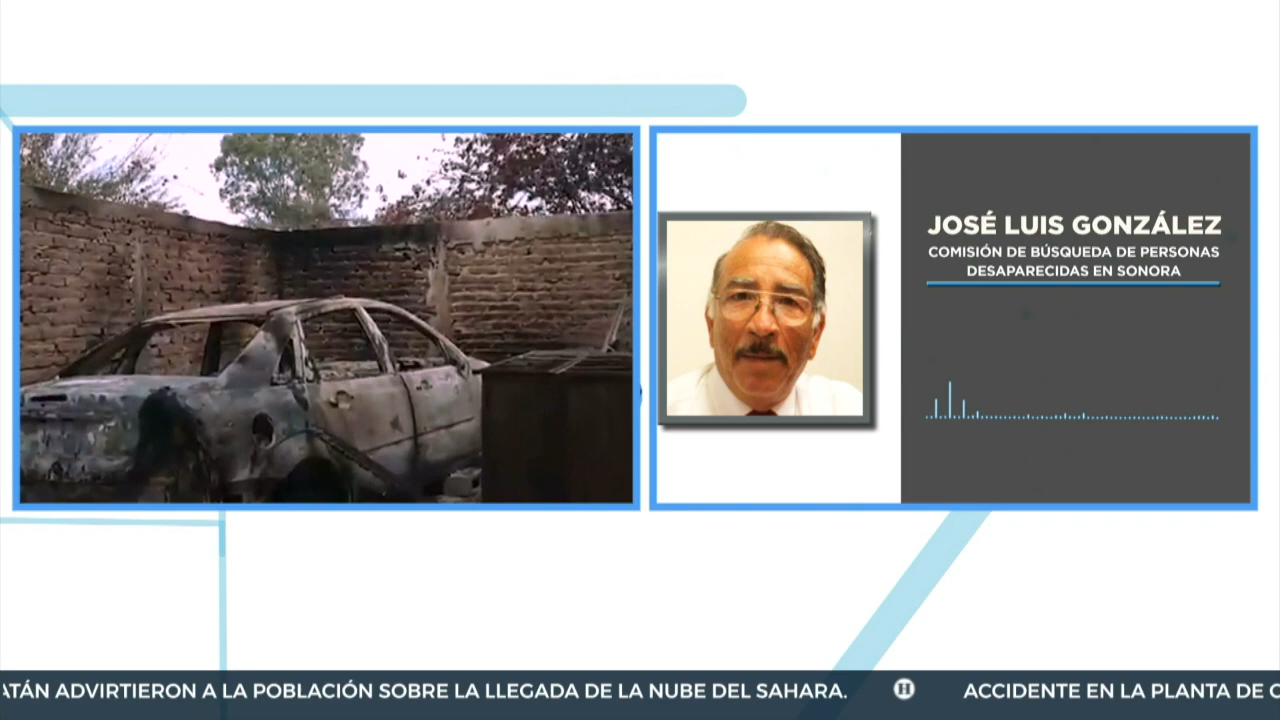 JOSÉ LUIS GONZÁLEZ
COMISIÓN DE BÚSQUEDA DE PERSONAS
DESAPARECIDAS EN SONORA
ADVIRTIERON A LA POBLACIÓN SOBRE LA LLEGADA DE LA NUBE DEL SAHARA. H ACCIDENTE EN LA PLANTA DE